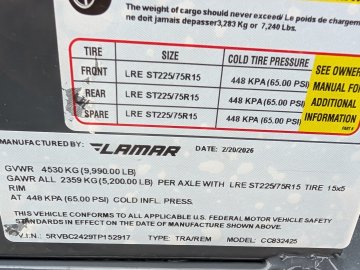 The weight of cargo should never exceed/Le poids de chargement
ne doit jamais depasser 3,283 Kg or 7,240 Lbs.
TIRE SIZE COLD TIRE PRESSURE
FRONT LRE ST225/75R15 448 KPA (65.00 PSI)
REAR LRE ST225/75R15 448 KPA (65.00 PSI)
SPARE LRE ST225/75R15 448 KPA (65.00 PSI)
SEE OWNER
MANUAL FOR
ADDITIONAL
INFORMATION
MANUFACTURED BY: LAMAR DATE: 2/20/2026
GVWR 4530 KG (9,990.00 LB)
GAWR ALL 2359 KG (5,200.00 LB) PER AXLE WITH LRE ST225/75R15 TIRE 15x5
RIM
AT 448 KPA (65.00 PSI) COLD INFL. PRESS.
THIS VEHICLE CONFORMS TO ALL APPLICABLE U.S. FEDERAL MOTOR VEHICLE SAFETY
STANDARDS IN EFFECT ON THE DATE OF MANUFACTURE SHOWN ABOVE.
V.I.N. 5RVBC2429TP152917 TYPE: TRA/REM MODEL CC832425